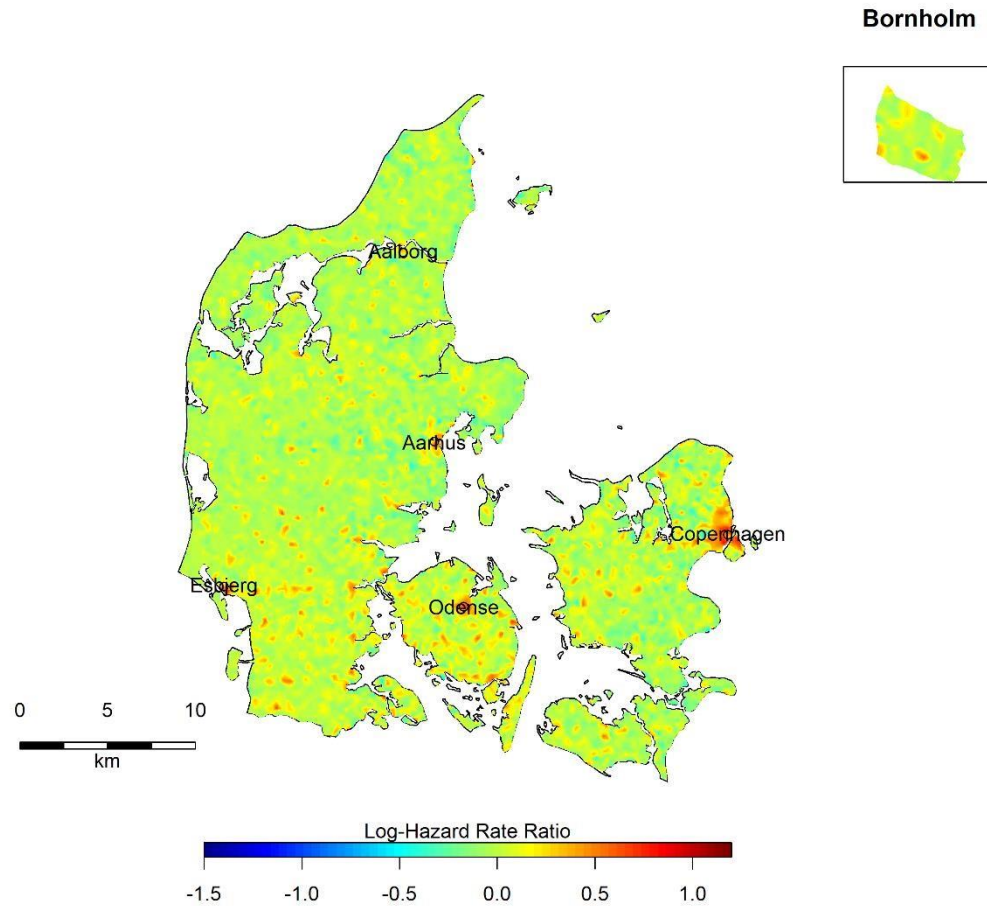 Bornholm
Aalborg
Aarhus
Copenhagen
Esbjerg
Odense
0 5 10
km
Log-Hazard Rate Ratio
-1.5 -1.0 -0.5 0.0 0.5 1.0